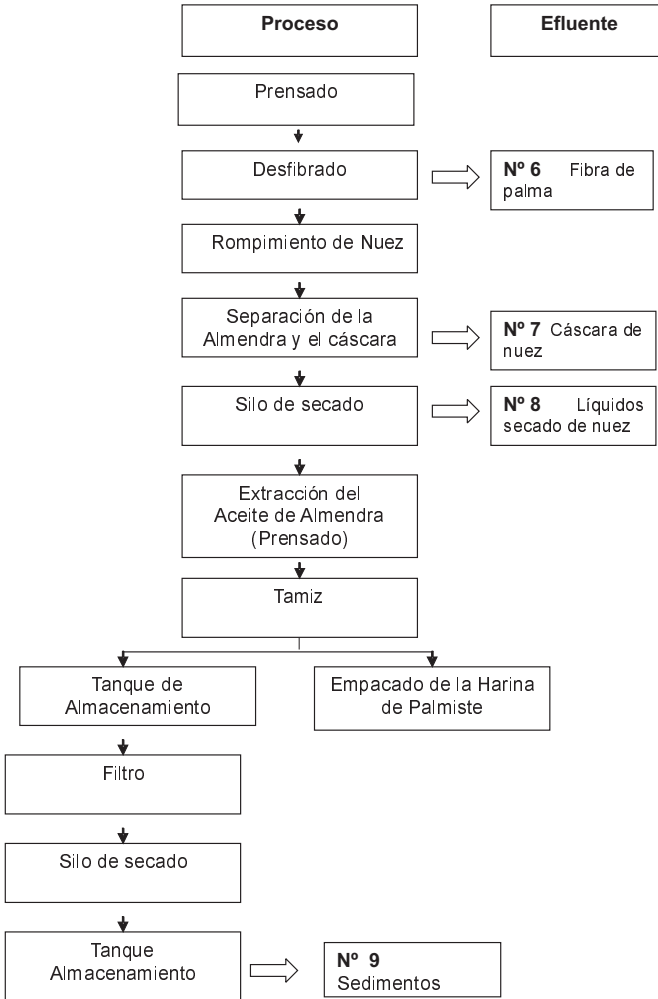 Proceso
Efluente
Prensado
Desfibrado
Nº 6 Fibra de
palma
Rompimiento de Nuez
Separación de la
Almendra y el cáscara
Nº 7 Cáscara de
nuez
Silo de secado
Nº 8 Líquidos
secado de nuez
Extracción del
Aceite de Almendra
(Prensado)
Tamiz
Tanque de
Almacenamiento
Empacado de la Harina
de Palmiste
Filtro
Silo de secado
Tanque
Almacenamiento
Nº 9
Sedimentos